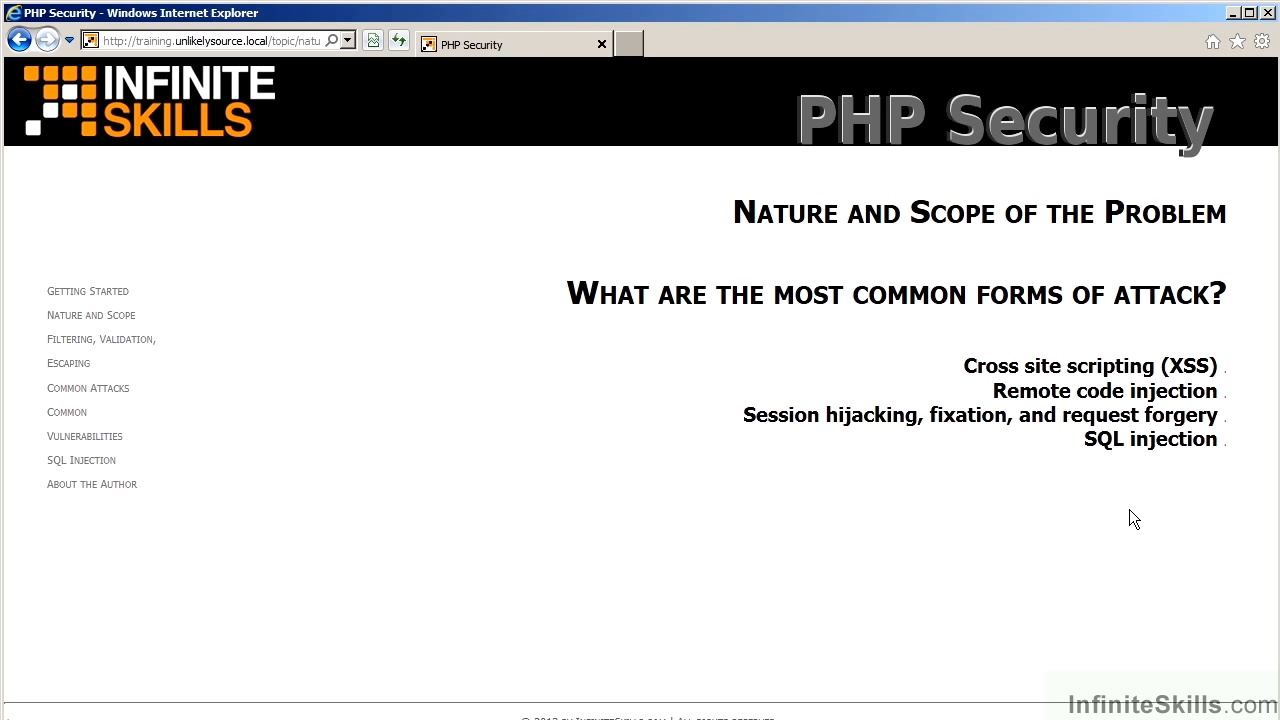 PHP Security - Windows Internet Explorer
http://training.unlikelysource.local/topic/natu
PHP Security
INFINITE
SKILLS
PHP Security
NATURE AND SCOPE OF THE PROBLEM
WHAT ARE THE MOST COMMON FORMS OF ATTACK?
Cross site scripting (XSS) .
Remote code injection .
Session hijacking, fixation, and request forgery .
SQL injection .
GETTING STARTED
NATURE AND SCOPE
FILTERING, VALIDATION,
ESCAPING
COMMON ATTACKS
COMMON
VULNERABILITIES
SQL INJECTION
ABOUT THE AUTHOR
InfiniteSkills.com